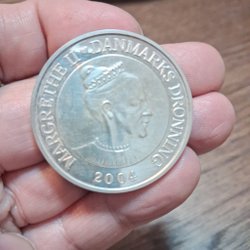 MARGRETHE II DANMARKS DRONNING
2004